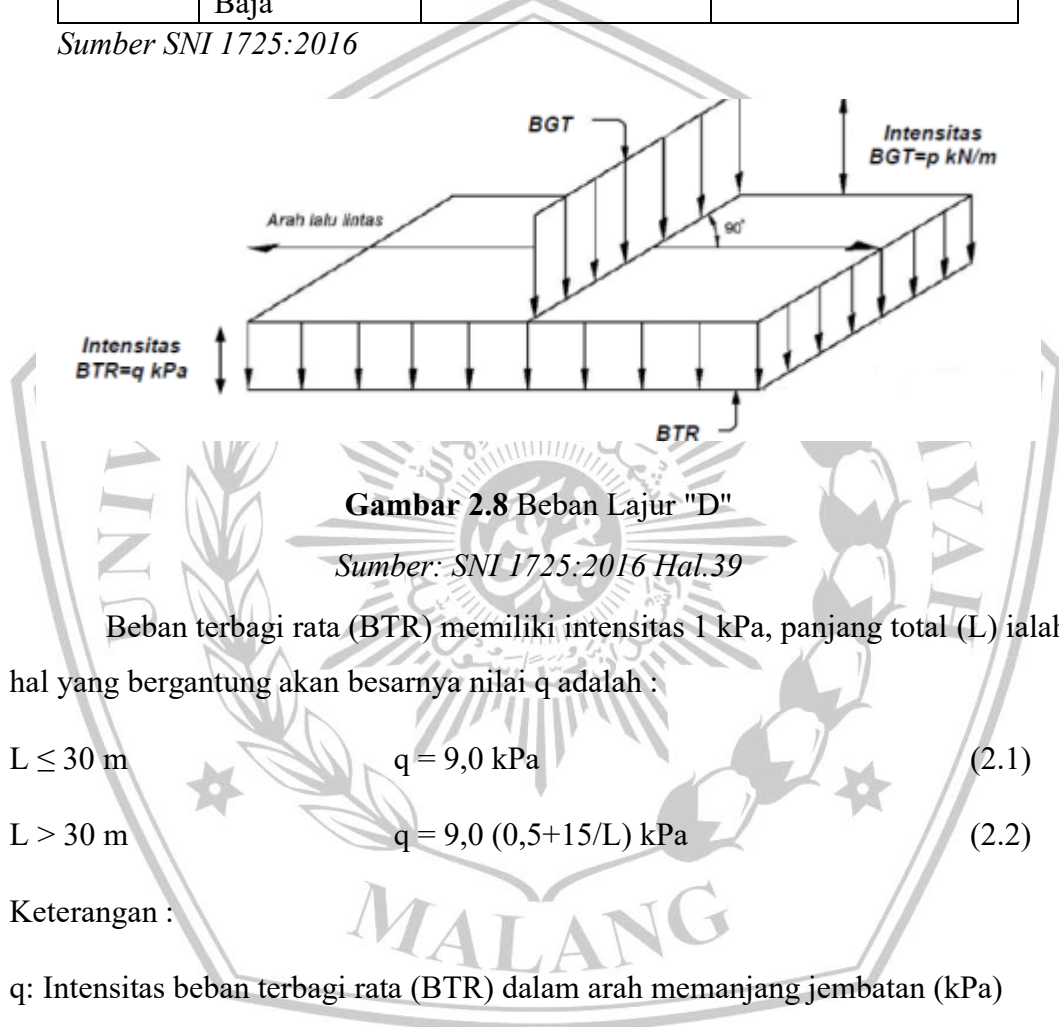 Baja
Sumber SNI 1725:2016
BGT
Intensitas
BGT=p kN/m
Arah lalu lintas
90°
Intensitas
BTR=q kPa
BTR
Gambar 2.8 Beban Lajur "D"
Sumber: SNI 1725:2016 Hal.39
Beban terbagi rata (BTR) memiliki intensitas 1 kPa, panjang total (L) ialah
hal yang bergantung akan besarnya nilai q adalah :
L ≤ 30 m q = 9,0 kPa (2.1)
L > 30 m q = 9,0 (0,5+15/L) kPa (2.2)
Keterangan :
MALANG
q: Intensitas beban terbagi rata (BTR) dalam arah memanjang jembatan (kPa)